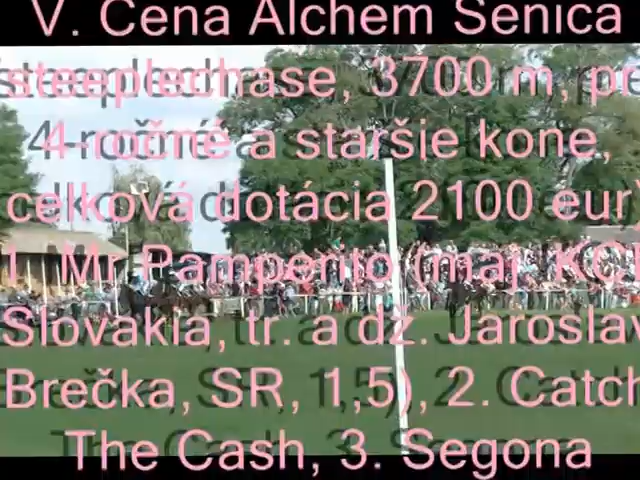 V. Cena Alchem Senica
steeplechase, 3700 m, pre
4-ročné a staršie kone,
celková dotácia 2100 eur
1. Mr Pamperito (maj. KCH
Slovakia, tr. a dž. Jaroslav
Brečka, SR, 1,5), 2. Catch
The Cash, 3. Segona